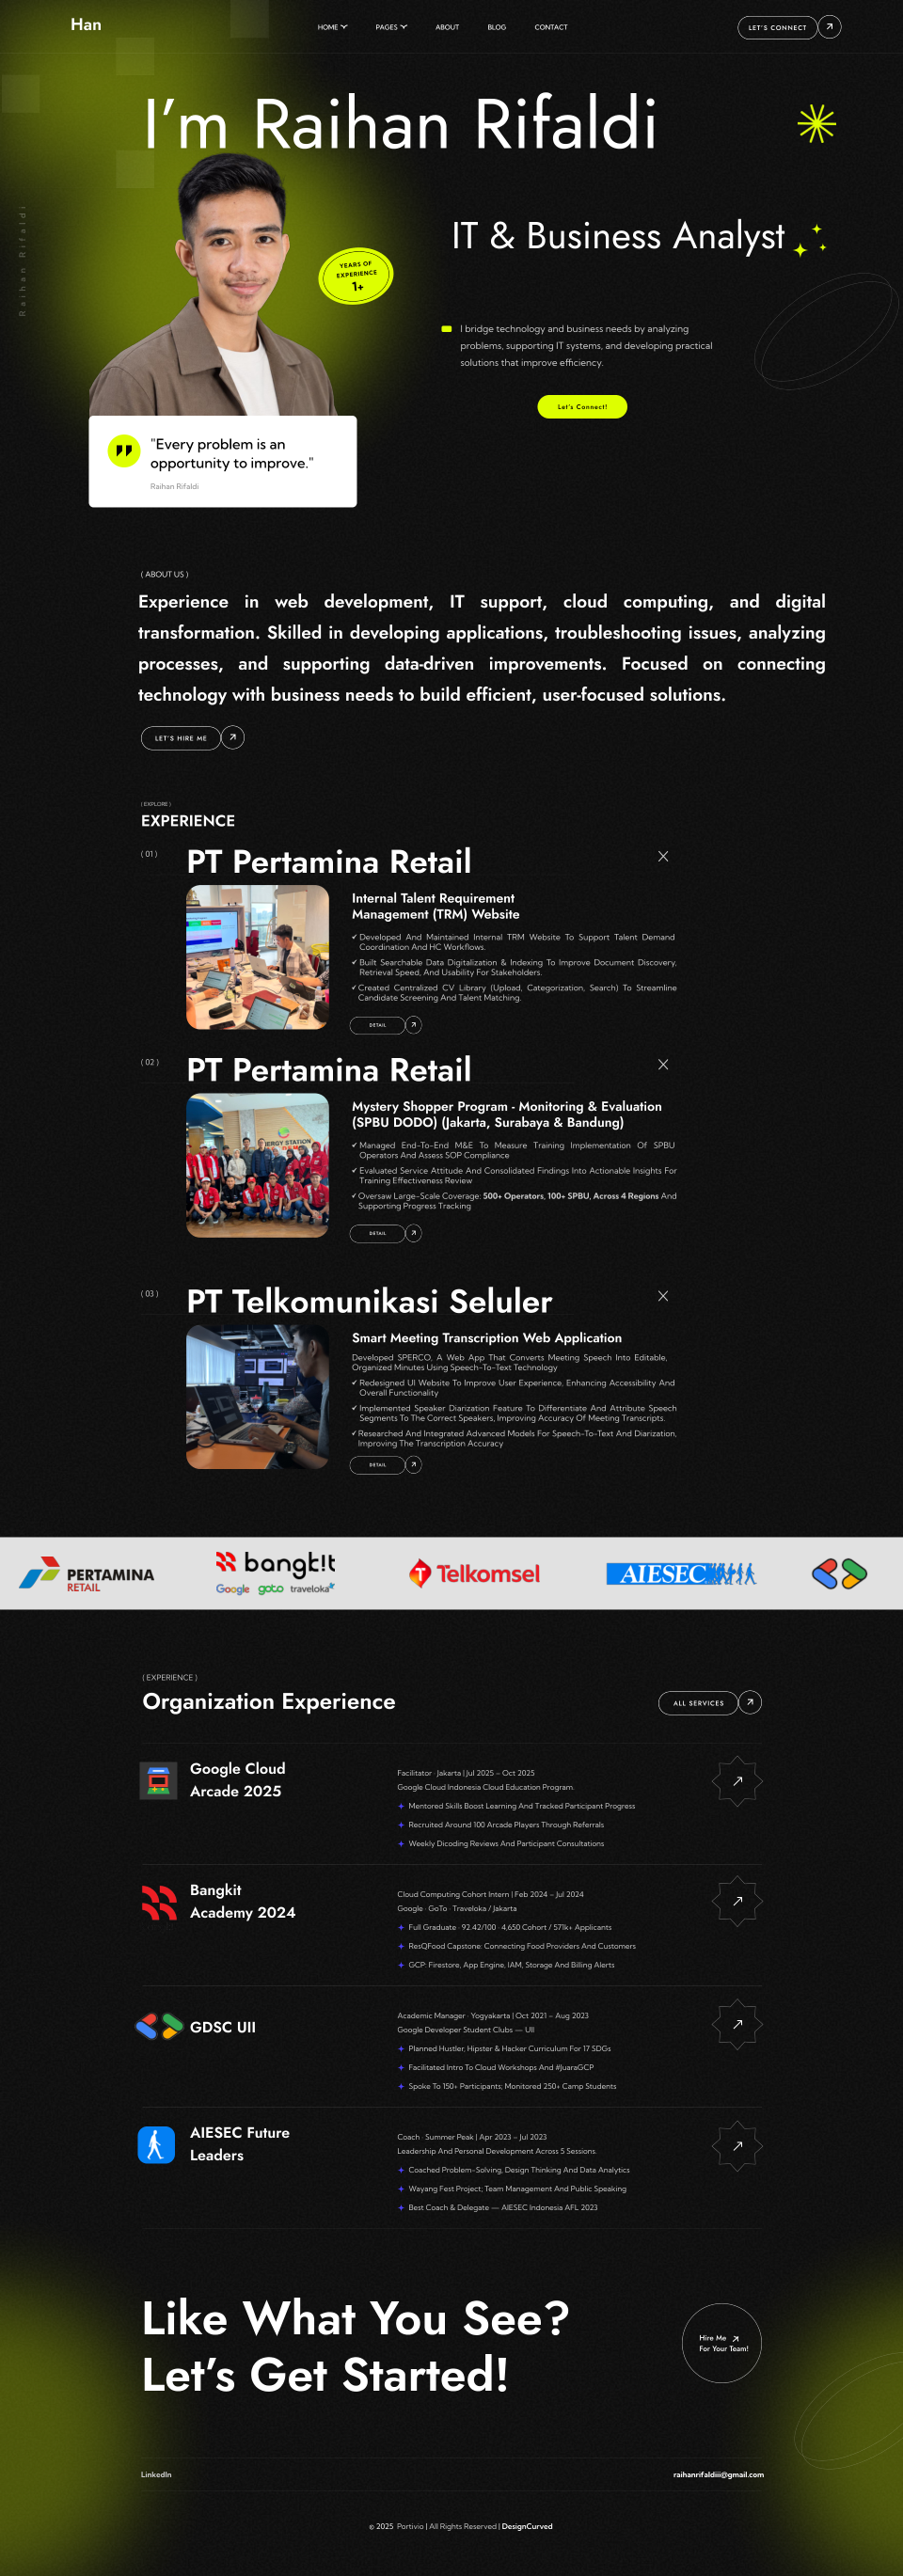 Han
HOME
PAGES
ABOUT
BLOG
CONTACT
LET'S CONNECT
I'm Raihan Rifaldi
Raihan Rifaldi
IT & Business Analyst
YEARS OF
EXPERIENCE
1+
I bridge technology and business needs by analyzing
problems, supporting IT systems, and developing practical
solutions that improve efficiency.
Let's Connect!
"Every problem is an
opportunity to improve."
Raihan Rifaldi
( ABOUT US )
Experience in web development, IT support, cloud computing, and digital
transformation. Skilled in developing applications, troubleshooting issues, analyzing
processes, and supporting data-driven improvements. Focused on connecting
technology with business needs to build efficient, user-focused solutions.
LET'S HIRE ME
( EXPLORE )
EXPERIENCE
( 01 )
PT Pertamina Retail
Internal Talent Requirement
Management (TRM) Website
✓ Developed And Maintained Internal TRM Website To Support Talent Demand
Coordination And HC Workflows.
✓ Built Searchable Data Digitalization & Indexing To Improve Document Discovery,
Retrieval Speed, And Usability For Stakeholders.
✓ Created Centralized CV Library (Upload, Categorization, Search) To Streamline
Candidate Screening And Talent Matching.
DETAIL
( 02 )
PT Pertamina Retail
Mystery Shopper Program - Monitoring & Evaluation
(SPBU DODO) (Jakarta, Surabaya & Bandung)
✓ Managed End-To-End M&E To Measure Training Implementation Of SPBU
Operators And Assess SOP Compliance
✓ Evaluated Service Attitude And Consolidated Findings Into Actionable Insights For
Training Effectiveness Review
✓ Oversaw Large-Scale Coverage: 500+ Operators, 100+ SPBU, Across 4 Regions And
Supporting Progress Tracking
DETAIL
( 03 )
PT Telkomunikasi Seluler
Smart Meeting Transcription Web Application
Developed SPERCO, A Web App That Converts Meeting Speech Into Editable,
Organized Minutes Using Speech-To-Text Technology
✓ Redesigned UI Website To Improve User Experience, Enhancing Accessibility And
Overall Functionality
✓ Implemented Speaker Diarization Feature To Differentiate And Attribute Speech
Segments To The Correct Speakers, Improving Accuracy Of Meeting Transcripts.
✓ Researched And Integrated Advanced Models For Speech-To-Text And Diarization,
Improving The Transcription Accuracy
DETAIL
PERTAMINA
RETAIL
bangk!t
Google goto traveloka
Telkomsel
AIESEC
( EXPERIENCE )
Organization Experience
ALL SERVICES
Google Cloud
Arcade 2025
Facilitator · Jakarta | Jul 2025 – Oct 2025
Google Cloud Indonesia Cloud Education Program.
Mentored Skills Boost Learning And Tracked Participant Progress
Recruited Around 100 Arcade Players Through Referrals
Weekly Dicoding Reviews And Participant Consultations
Bangkit
Academy 2024
Cloud Computing Cohort Intern | Feb 2024 – Jul 2024
Google · GoTo · Traveloka / Jakarta
Full Graduate · 92.42/100 · 4,650 Cohort / 571k+ Applicants
ResQFood Capstone: Connecting Food Providers And Customers
GCP: Firestore, App Engine, IAM, Storage And Billing Alerts
GDSC UII
Academic Manager · Yogyakarta | Oct 2021 – Aug 2023
Google Developer Student Clubs — UII
Planned Hustler, Hipster & Hacker Curriculum For 17 SDGs
Facilitated Intro To Cloud Workshops And #JuaraGCP
Spoke To 150+ Participants; Monitored 250+ Camp Students
AIESEC Future
Leaders
Coach · Summer Peak | Apr 2023 – Jul 2023
Leadership And Personal Development Across 5 Sessions.
Coached Problem-Solving, Design Thinking And Data Analytics
Wayang Fest Project; Team Management And Public Speaking
Best Coach & Delegate — AIESEC Indonesia AFL 2023
Like What You See?
Let's Get Started!
Hire Me
For Your Team!
LinkedIn
raihanrifaldiii@gmail.com
© 2025 Portivio | All Rights Reserved | DesignCurved